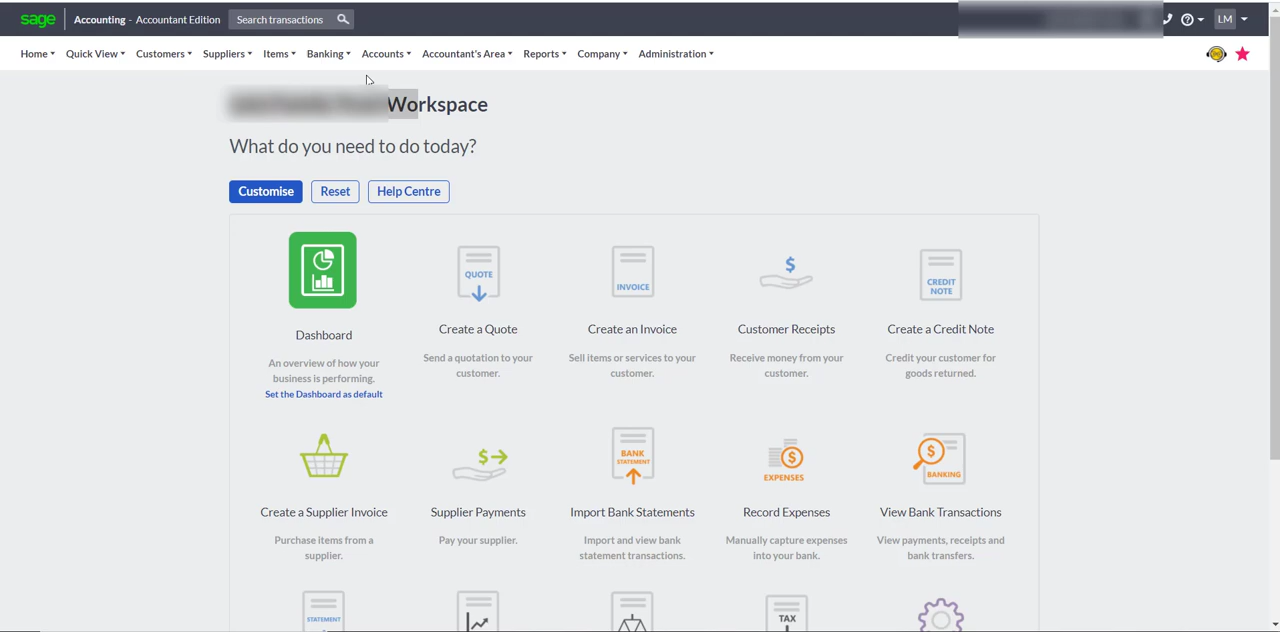 sage Accounting - Accountant Edition Search transactions LM
Home Quick View Customers Suppliers Items Banking Accounts Accountant's Area Reports Company Administration
Workspace
What do you need to do today?
Customise Reset Help Centre
QUOTE
INVOICE
$
CREDIT
NOTE
Dashboard
Create a Quote
Create an Invoice
Customer Receipts
Create a Credit Note
An overview of how your
business is performing.
Set the Dashboard as default
Send a quotation to your
customer.
Sell items or services to your
customer.
Receive money from your
customer.
Credit your customer for
goods returned.
$
BANK
STATEMENT
$
EXPENSES
$
BANKING
Create a Supplier Invoice
Supplier Payments
Import Bank Statements
Record Expenses
View Bank Transactions
Purchase items from a
supplier.
Pay your supplier.
Import and view bank
statement transactions.
Manually capture expenses
into your bank.
View payments, receipts and
bank transfers.
STATEMENT
TAX